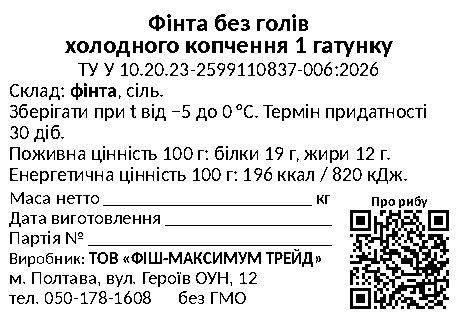 Фінта без голів
холодного копчення 1 гатунку
ТУ У 10.20.23-2599110837-006:2026
Склад: фінта, сіль.
Зберігати при t від −5 до 0 °С. Термін придатності
30 діб.
Поживна цінність 100 г: білки 19 г, жири 12 г.
Енергетична цінність 100 г: 196 ккал / 820 кДж.
Маса нетто ______________________ кг
Про рибу
Дата виготовлення __________________
Партія № __________________________
Виробник: ТОВ «ФІШ-МАКСИМУМ ТРЕЙД»
м. Полтава, вул. Героїв ОУН, 12
тел. 050-178-1608 без ГМО